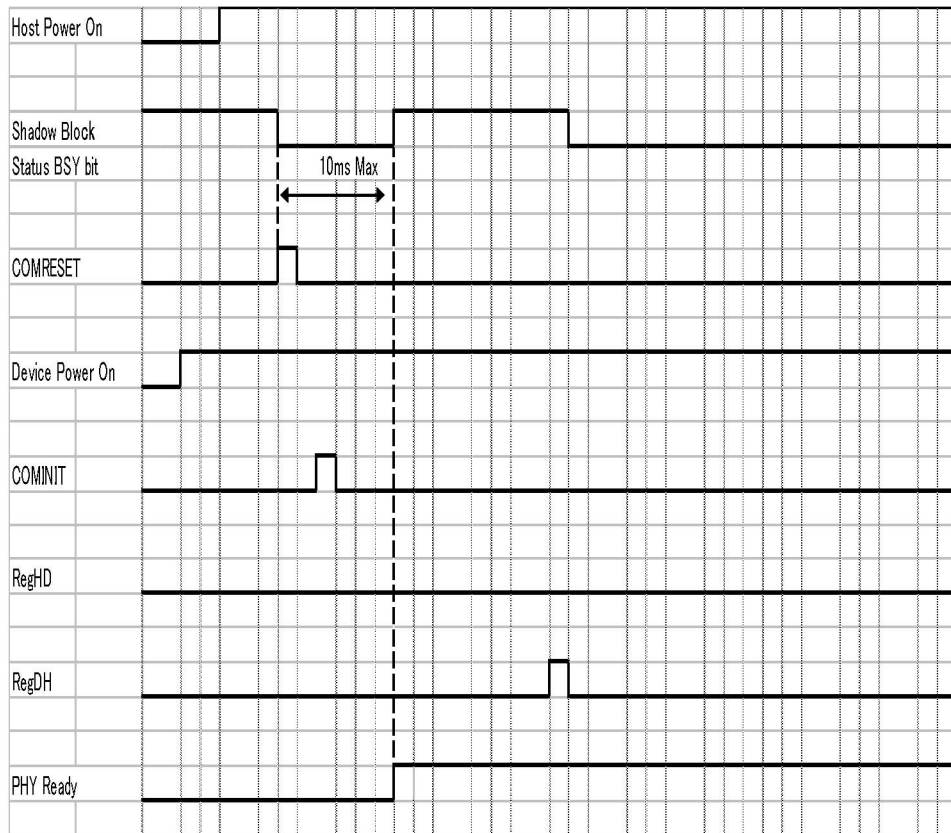 Host Power On
Shadow Block
Status BSY bit
10ms Max
COMRESET
Device Power On
COMINIT
RegHD
RegDH
PHY Ready